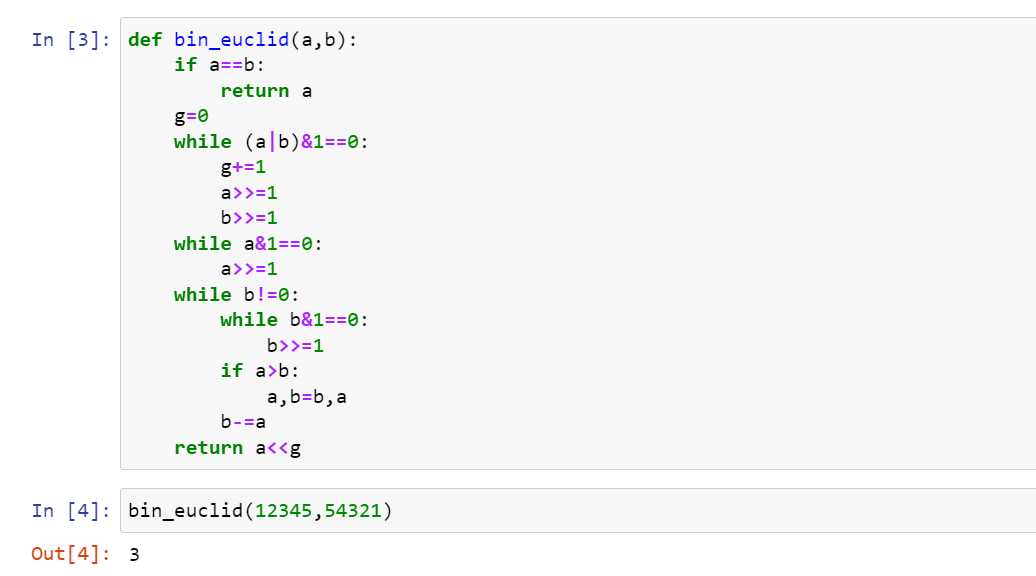 In [3]: def bin_euclid(a,b):
    if a==b:
        return a
    g=0
    while (a|b)&1==0:
        g+=1
        a>>=1
        b>>=1
    while a&1==0:
        a>>=1
    while b!=0:
        while b&1==0:
            b>>=1
        if a>b:
            a,b=b,a
        b-=a
    return a<<g
In [4]: bin_euclid(12345,54321)
Out[4]: 3